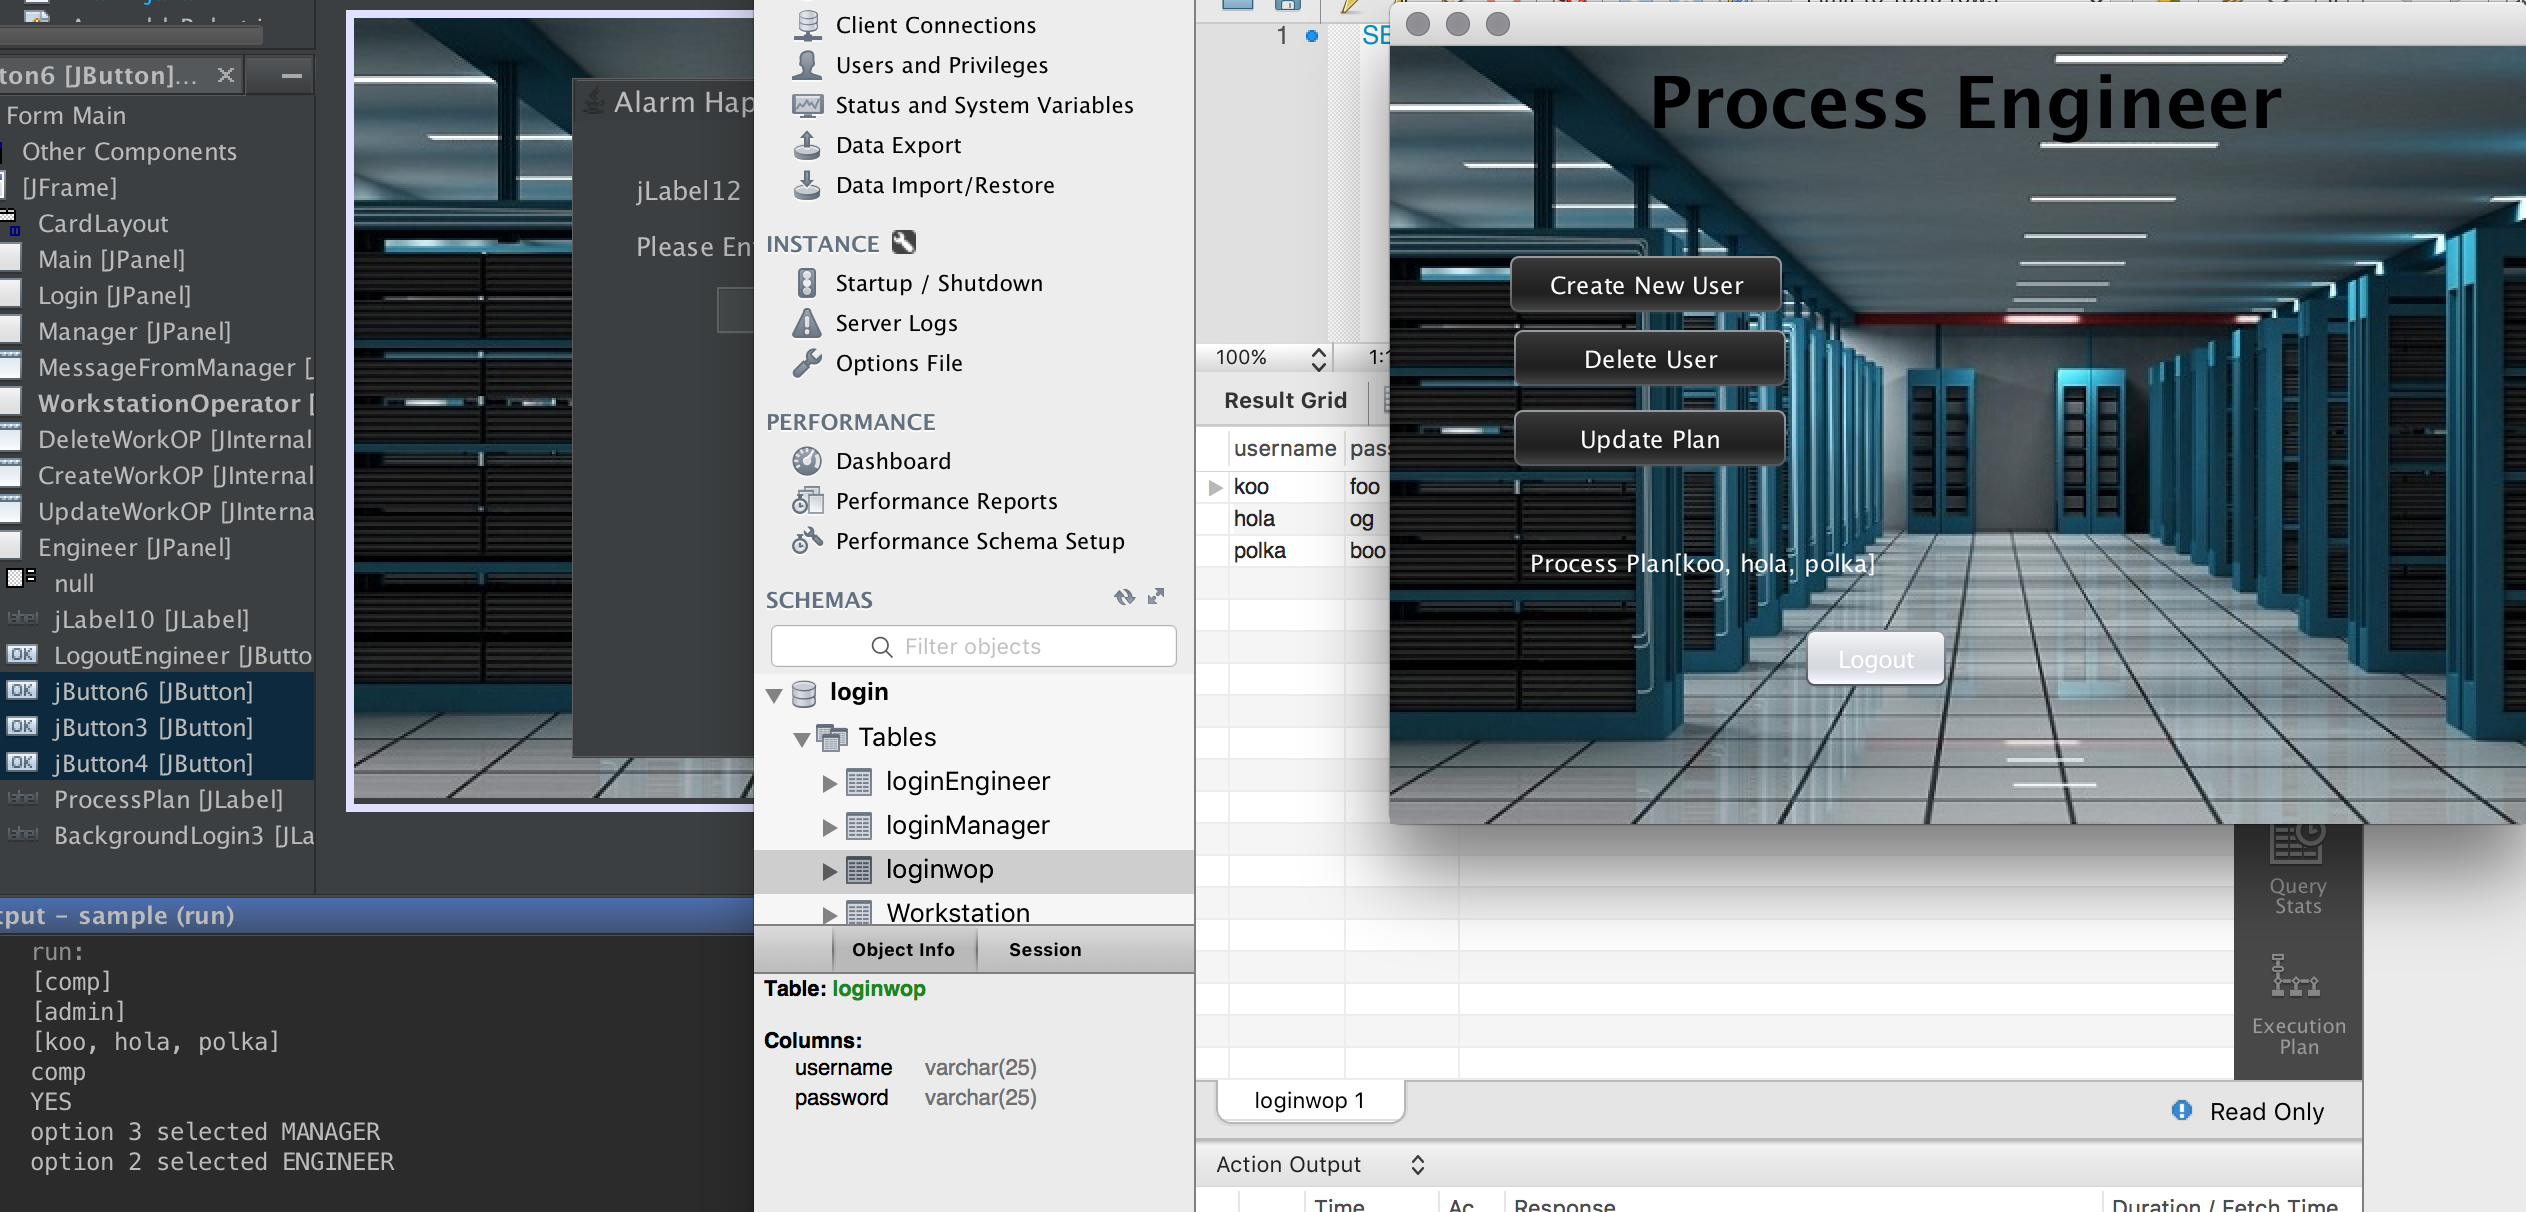 ton6 [JButton]...
Form Main
Other Components
[JFrame]
CardLayout
Main [JPanel]
Login [JPanel]
Manager [JPanel]
MessageFromManager [
WorkstationOperator [
DeleteWorkOP [JInternal
CreateWorkOP [JInternal
UpdateWorkOP [JInterna
Engineer [JPanel]
null
jLabel10 [JLabel]
LogoutEngineer [JButto
jButton6 [JButton]
jButton3 [JButton]
jButton4 [JButton]
ProcessPlan [JLabel]
BackgroundLogin3 [JLa
tput - sample (run)
run:
[comp]
[admin]
[koo, hola, polka]
comp
YES
option 3 selected MANAGER
option 2 selected ENGINEER
Alarm Hap
jLabel12
Please En
Client Connections
Users and Privileges
Status and System Variables
Data Export
Data Import/Restore
INSTANCE
Startup / Shutdown
Server Logs
Options File
PERFORMANCE
Dashboard
Performance Reports
Performance Schema Setup
SCHEMAS
Filter objects
login
Tables
loginEngineer
loginManager
loginwop
Workstation
Object Info Session
Table: loginwop
Columns:
username varchar(25)
password varchar(25)
1 SE
100% 1:1
Result Grid
username pass
koo foo
hola og
polka boo
Process Engineer
Create New User
Delete User
Update Plan
Process Plan[koo, hola, polka]
Logout
Query
Stats
Execution
Plan
loginwop 1
Read Only
Action Output
Time Ac Response Duration / Fetch Time